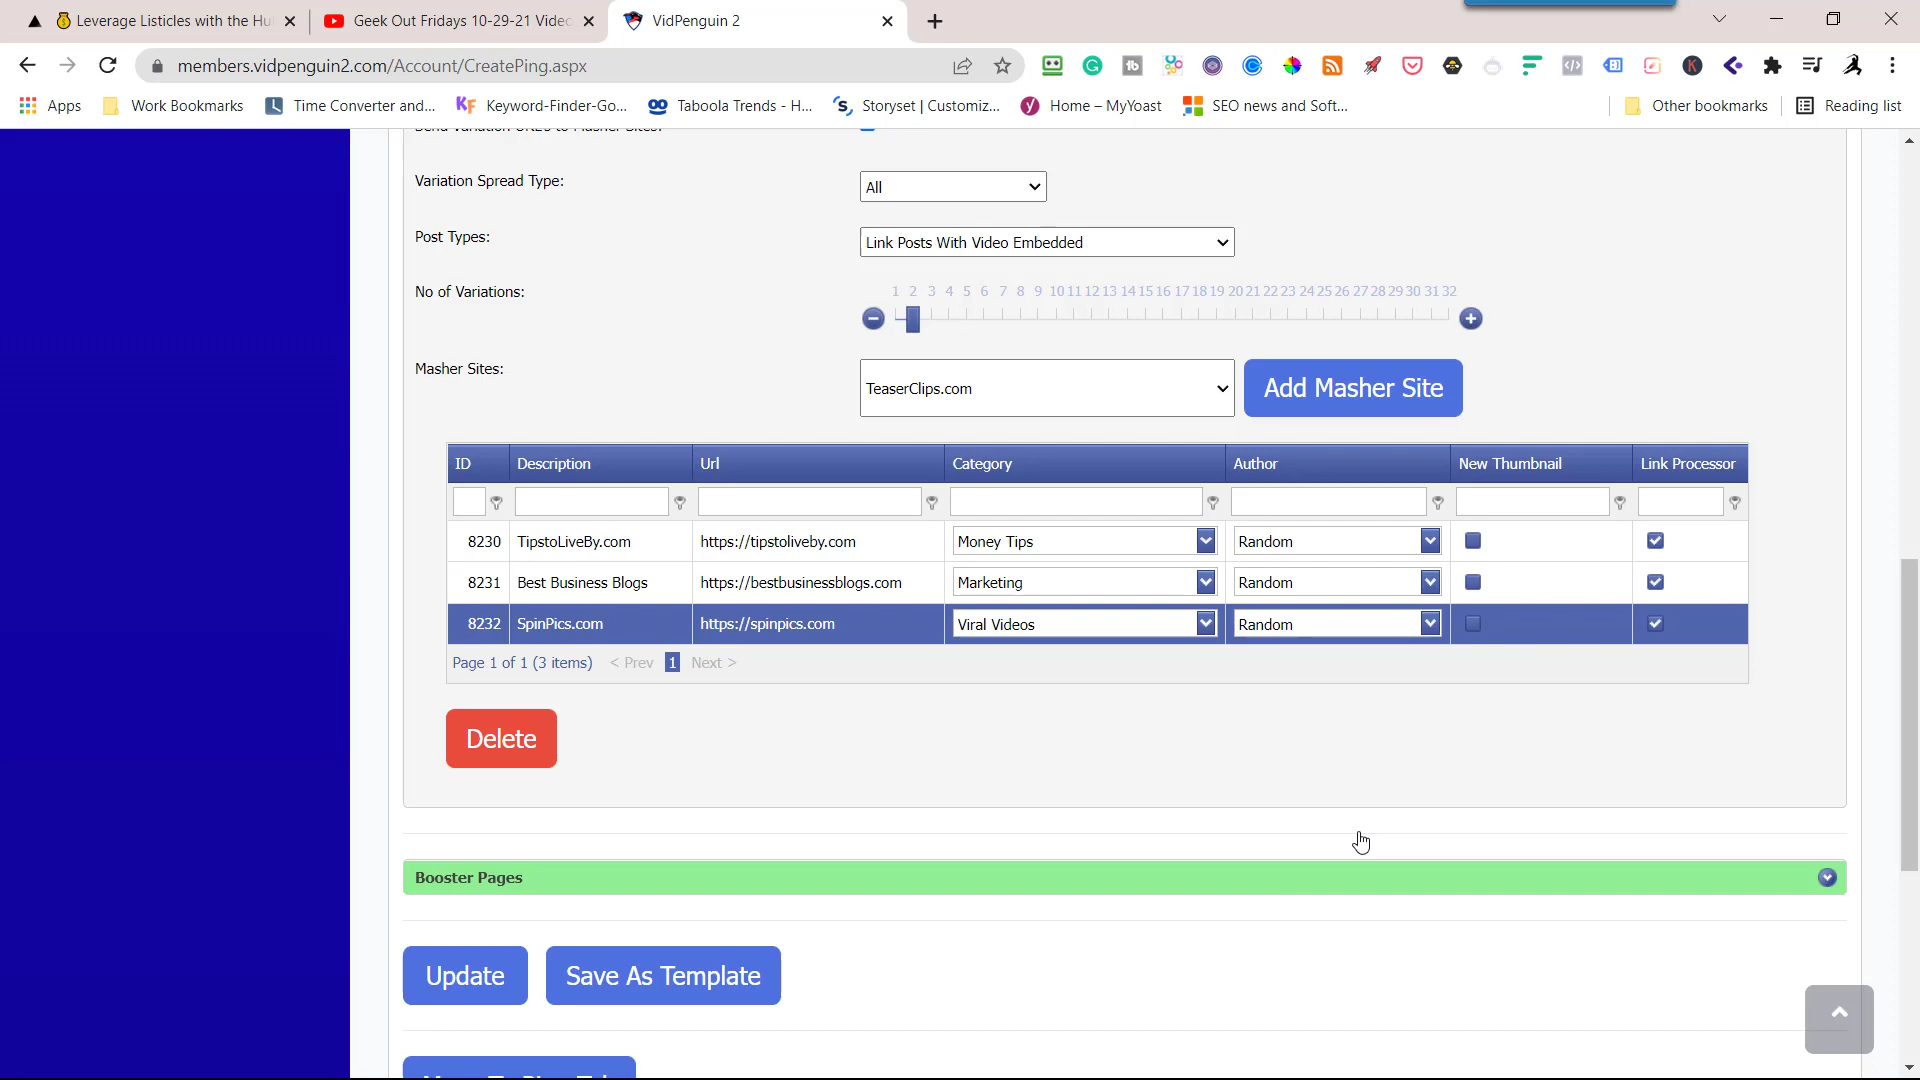 Leverage Listicles with the Hu
Geek Out Fridays 10-29-21 Video
VidPenguin 2
members.vidpenguin2.com/Account/CreatePing.aspx
Apps
Work Bookmarks
Time Converter and...
Keyword-Finder-Go...
Taboola Trends - H...
Storyset | Customiz...
Home – MyYoast
SEO news and Soft...
Other bookmarks
Reading list
Variation Spread Type:
All
Post Types:
Link Posts With Video Embedded
No of Variations:
1 2 3 4 5 6 7 8 9 10 11 12 13 14 15 16 17 18 19 20 21 22 23 24 25 26 27 28 29 30 31 32
Masher Sites:
TeaserClips.com
Add Masher Site
ID Description Url Category Author New Thumbnail Link Processor
8230 TipstoLiveBy.com https://tipstoliveby.com Money Tips Random
8231 Best Business Blogs https://bestbusinessblogs.com Marketing Random
8232 SpinPics.com https://spinpics.com Viral Videos Random
Page 1 of 1 (3 items) < Prev 1 Next >
Delete
Booster Pages
Update
Save As Template